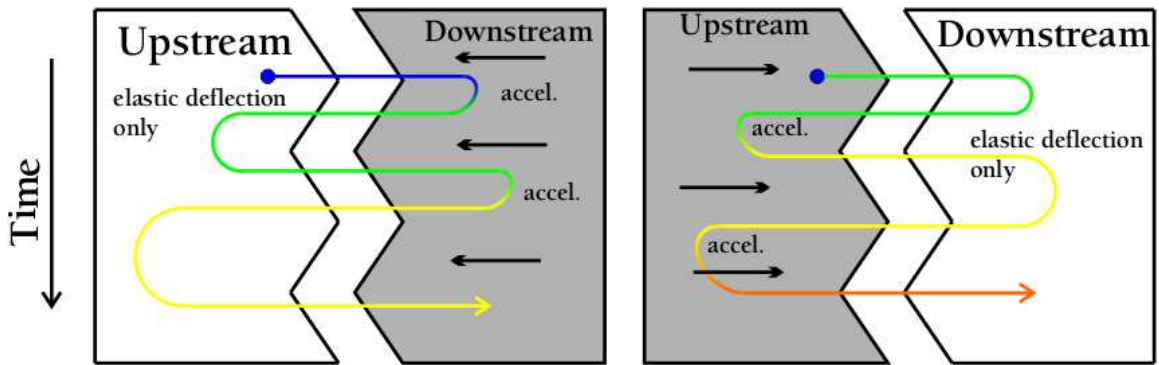 Time
Upstream
Downstream
elastic deflection
only
accel.
accel.
Upstream
Downstream
accel.
elastic deflection
only
accel.